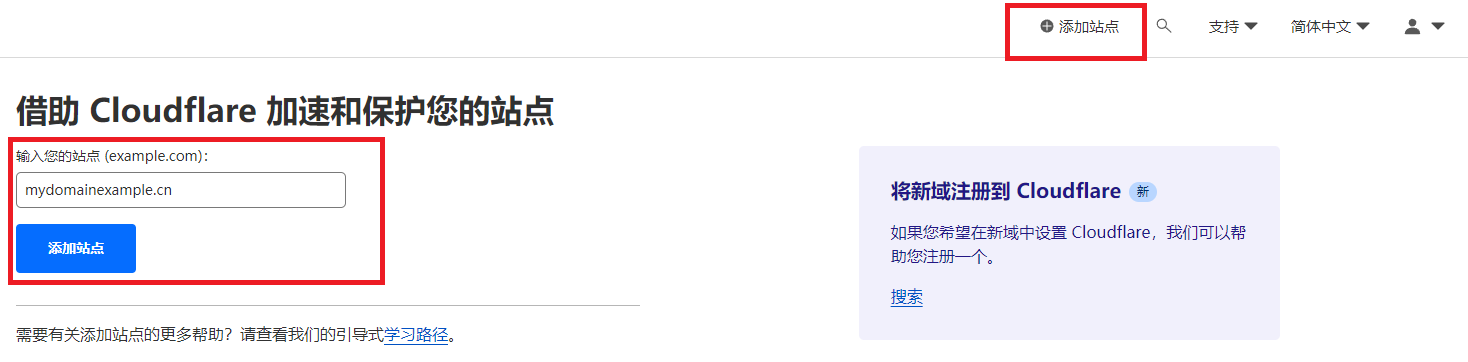 添加站点
支持
简体中文
借助 Cloudflare 加速和保护您的站点
输入您的站点 (example.com)：
mydomainexample.cn
添加站点
需要有关添加站点的更多帮助？请查看我们的引导式学习路径。
将新域注册到 Cloudflare 新
如果您希望在新域中设置 Cloudflare，我们可以帮
助您注册一个。
搜索